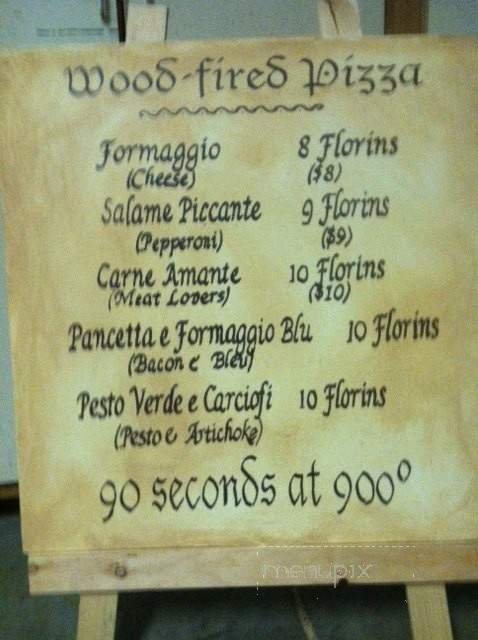 Wood-fired Pizza
Formaggio 8 Florins
(Cheese) ($8)
Salame Piccante 9 Florins
(Pepperoni) ($9)
Carne Amante 10 Florins
(Meat Lovers) ($10)
Pancetta e Formaggio Blu 10 Florins
(Bacon & Bleu)
Pesto Verde e Carciofi 10 Florins
(Pesto & Artichoke)
90 seconds at 900°
menupix